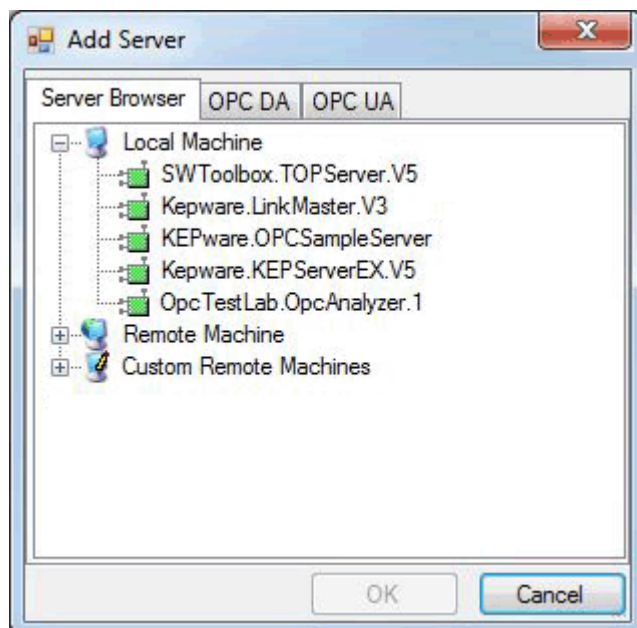 Add Server
Server Browser OPC DA OPC UA
Local Machine
SWToolbox.TOPServer.V5
Kepware.LinkMaster.V3
KEPware.OPCSampleServer
Kepware.KEPServerEX.V5
OpcTestLab.OpcAnalyzer.1
Remote Machine
Custom Remote Machines
OK Cancel